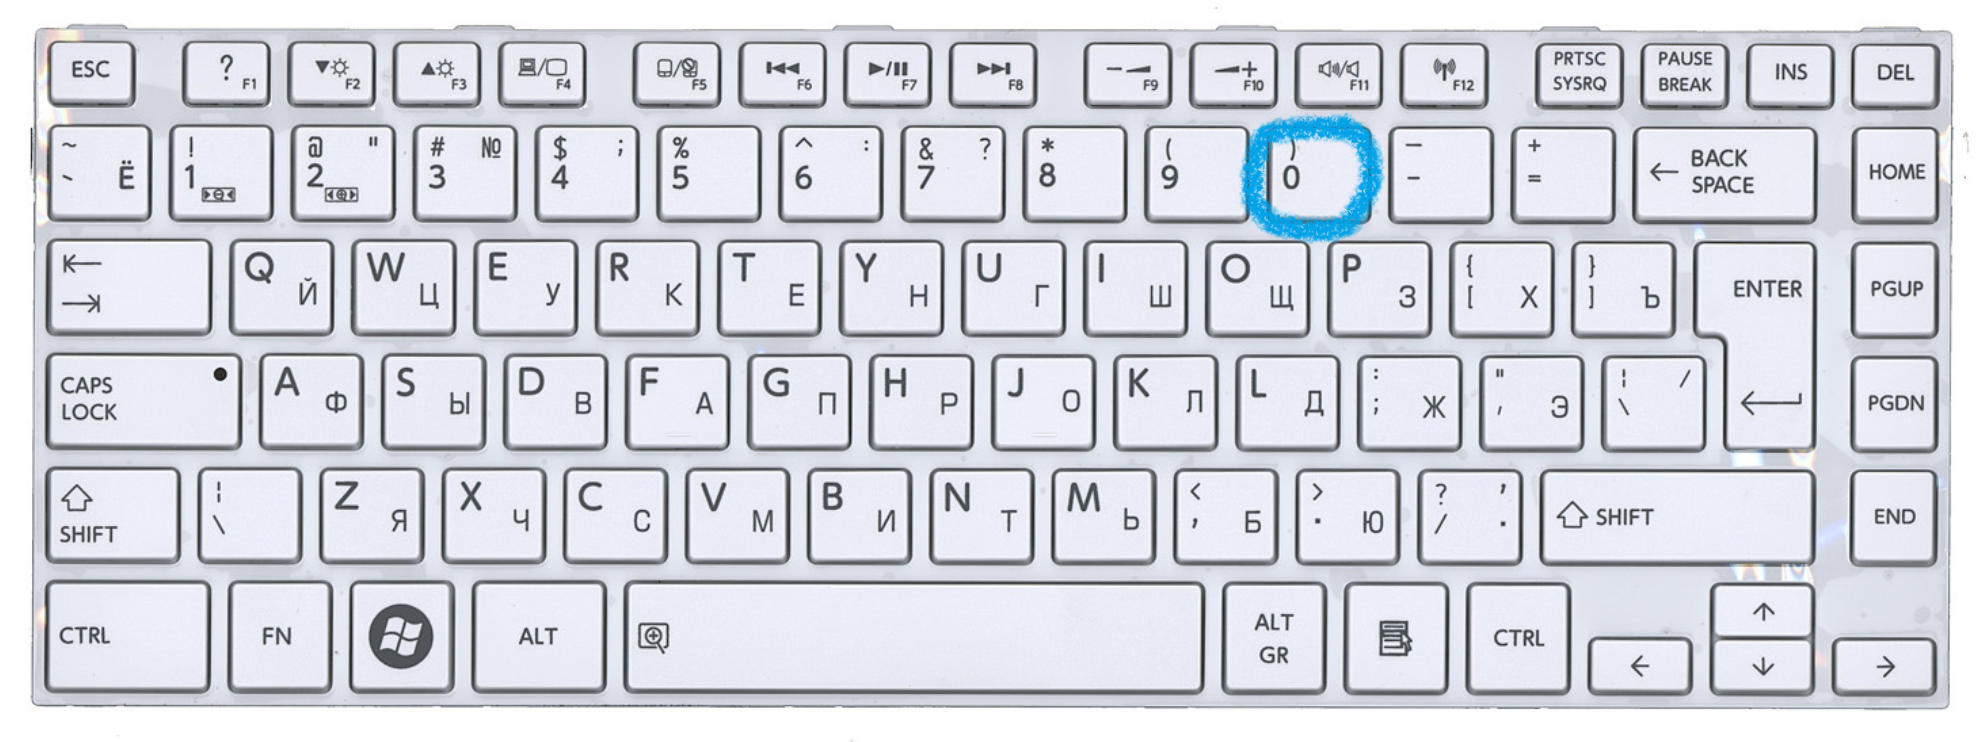 ESC ? F1 F2 F3 F4 F5 F6 F7 F8 F9 F10 F11 F12 PRTSC SYSRQ PAUSE BREAK INS DEL
~ ` Ё ! 1 @ " 2 # № 3 $ ; 4 % 5 ^ : 6 & ? 7 * 8 ( 9 ) 0 _ - + = ← BACK SPACE HOME
Q Й W Ц E У R К T Е Y Н U Г I Ш O Щ P З { [ Х } ] Ъ ENTER PGUP
CAPS LOCK A Ф S Ы D В F А G П H Р J О K Л L Д : ; Ж " ' Э ¦ / \ PGDN
SHIFT ¦ \ Z Я X Ч C С V М B И N Т M Ь < , Б > . Ю ? , / . SHIFT END
CTRL FN ALT ALT GR CTRL ← ↑ ↓ →